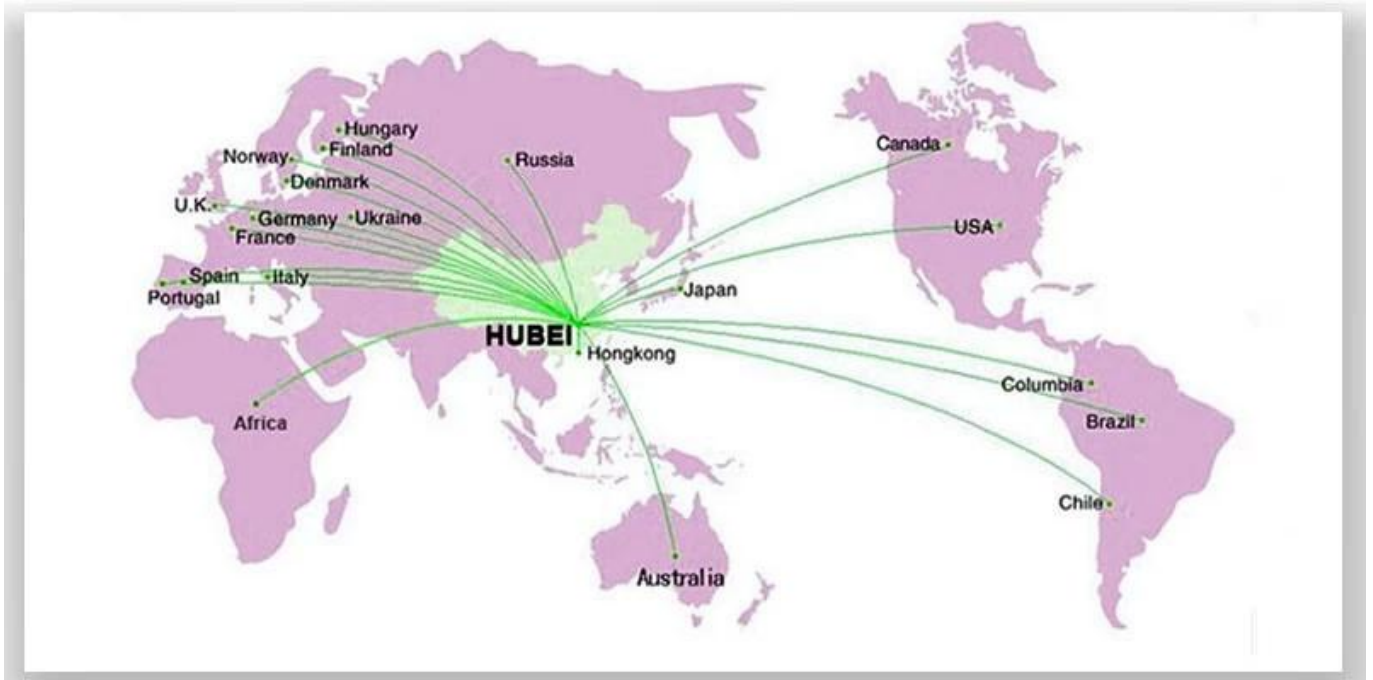 Hungary
Finland
Norway
Russia
Canada
Denmark
U.K.
Germany
Ukraine
USA
France
Spain
Italy
Portugal
Japan
HUBEI
Hongkong
Columbia
Africa
Brazil
Chile
Australia